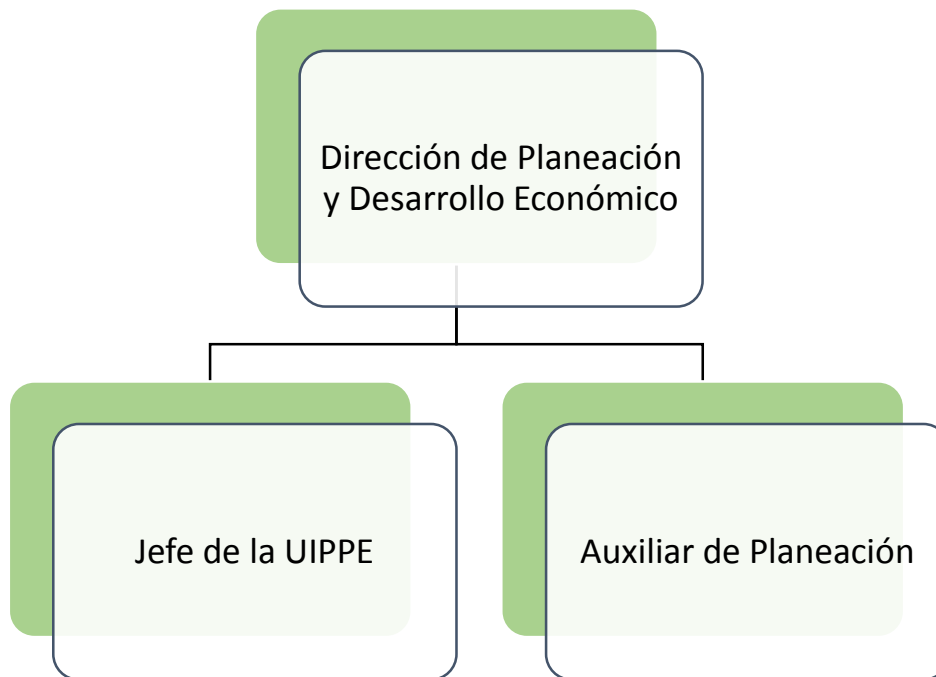 Dirección de Planeación
y Desarrollo Económico
Jefe de la UIPPE
Auxiliar de Planeación